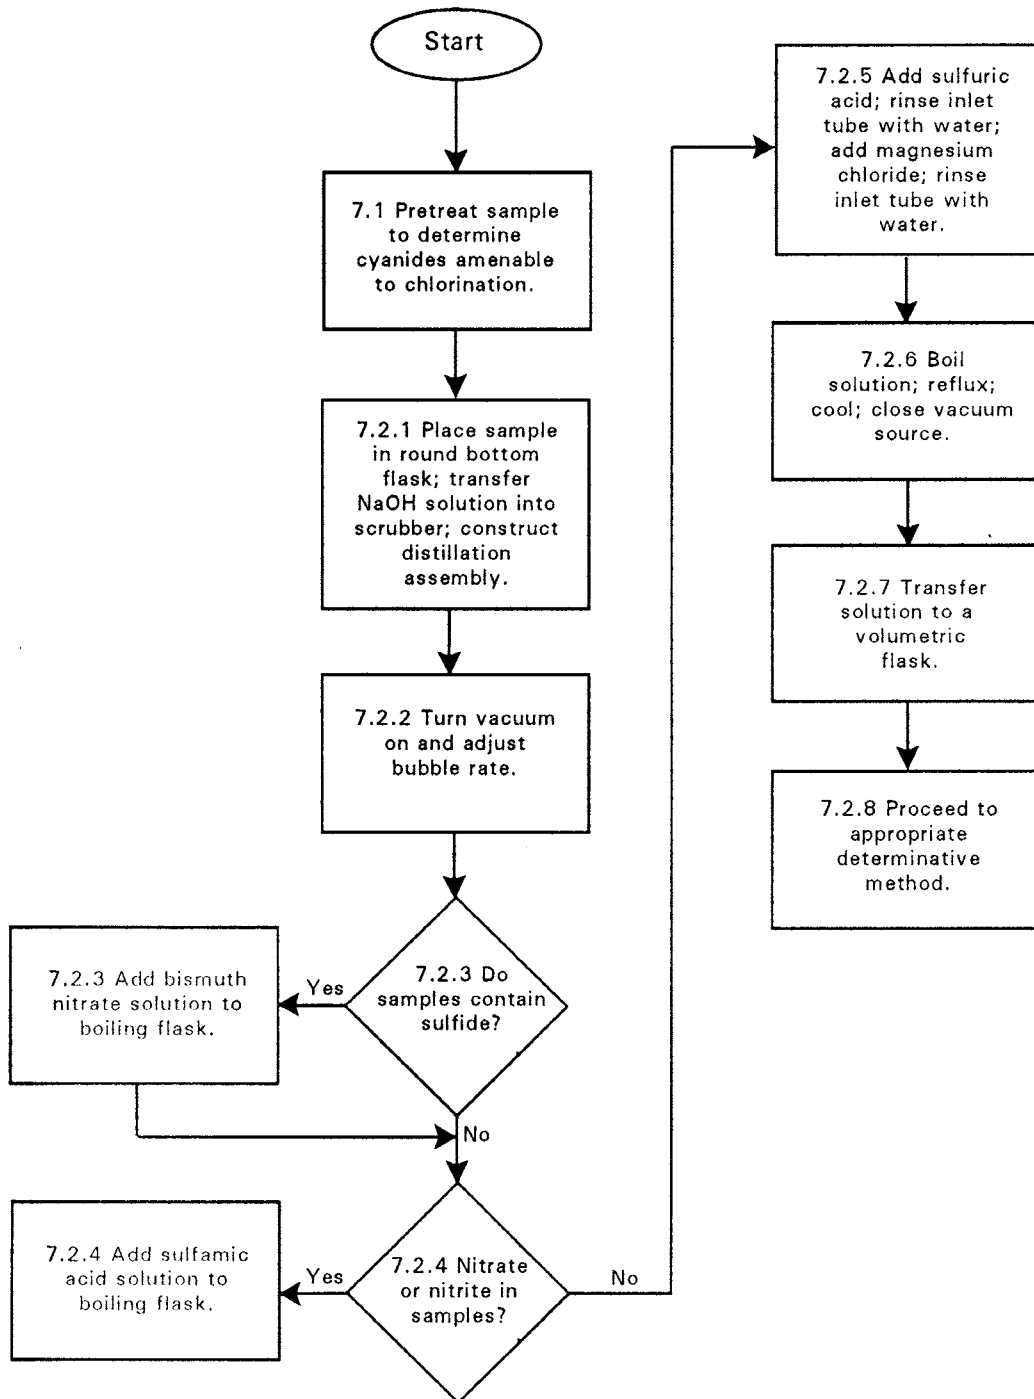 Start
7.1 Pretreat sample
to determine
cyanides amenable
to chlorination.
7.2.1 Place sample
in round bottom
flask; transfer
NaOH solution into
scrubber; construct
distillation
assembly.
7.2.2 Turn vacuum
on and adjust
bubble rate.
7.2.3 Do
samples contain
sulfide?
Yes
7.2.3 Add bismuth
nitrate solution to
boiling flask.
No
7.2.4 Nitrate
or nitrite in
samples?
Yes
7.2.4 Add sulfamic
acid solution to
boiling flask.
No
7.2.5 Add sulfuric
acid; rinse inlet
tube with water;
add magnesium
chloride; rinse
inlet tube with
water.
7.2.6 Boil
solution; reflux;
cool; close vacuum
source.
7.2.7 Transfer
solution to a
volumetric
flask.
7.2.8 Proceed to
appropriate
determinative
method.